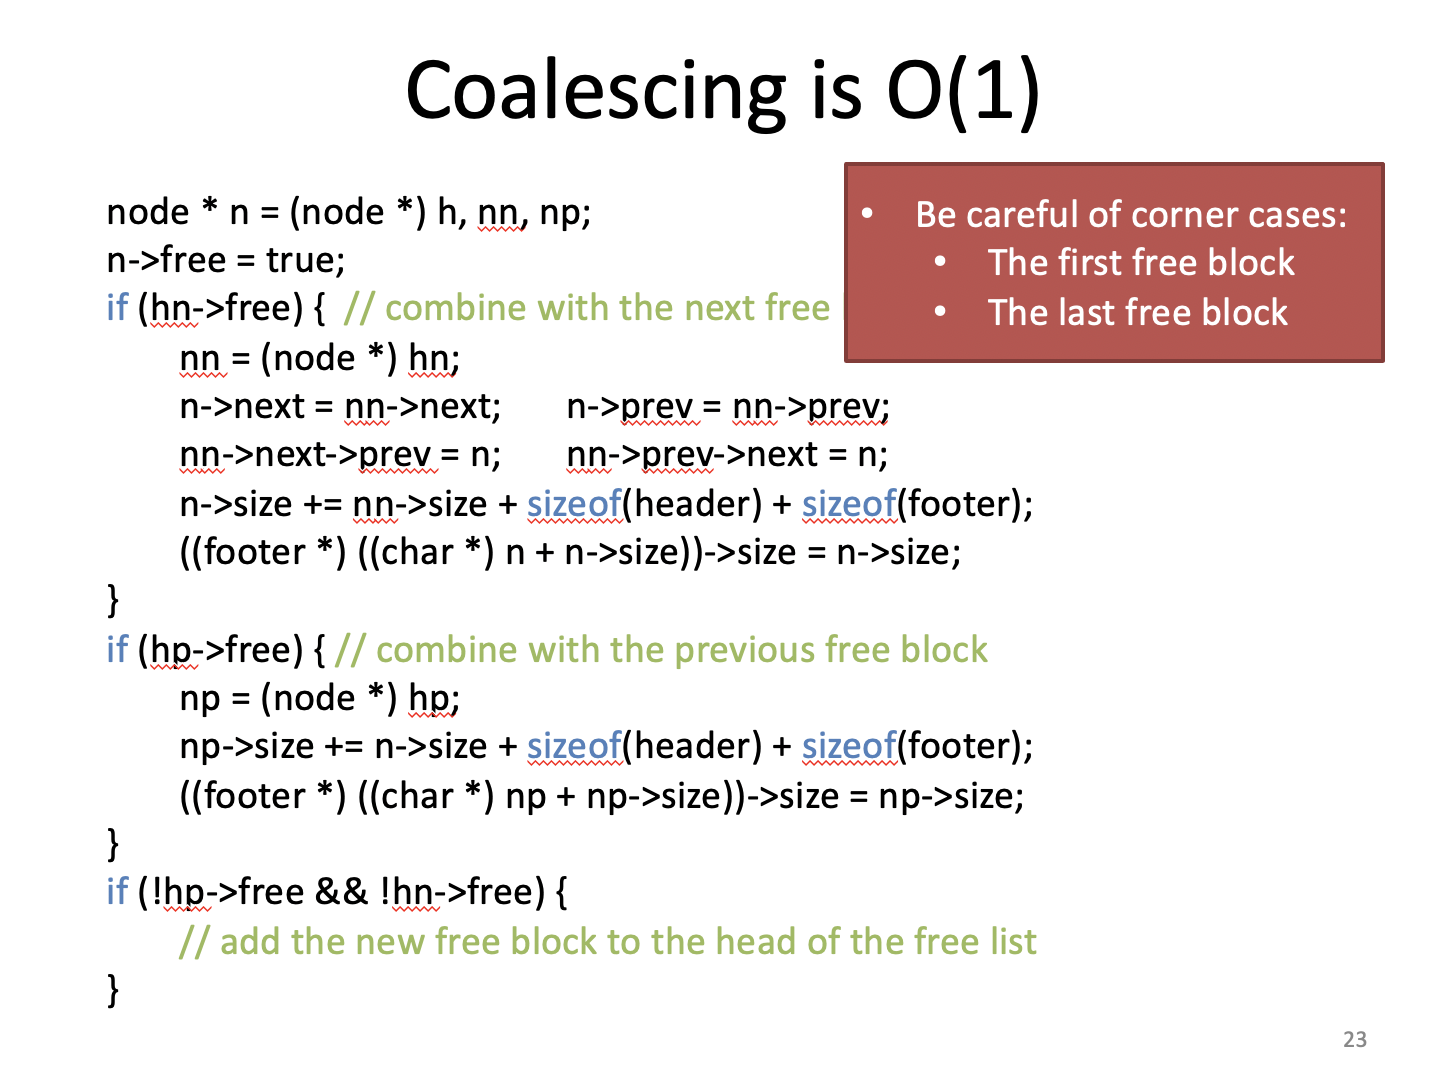 Coalescing is O(1)
node * n = (node *) h, nn, np;
n->free = true;
if (hn->free) {  // combine with the next free
nn = (node *) hn;
n->next = nn->next;    n->prev = nn->prev;
nn->next->prev = n;    nn->prev->next = n;
n->size += nn->size + sizeof(header) + sizeof(footer);
((footer *) ((char *) n + n->size))->size = n->size;
}
if (hp->free) { // combine with the previous free block
np = (node *) hp;
np->size += n->size + sizeof(header) + sizeof(footer);
((footer *) ((char *) np + np->size))->size = np->size;
}
if (!hp->free && !hn->free) {
// add the new free block to the head of the free list
}
• Be careful of corner cases:
• The first free block
• The last free block
23